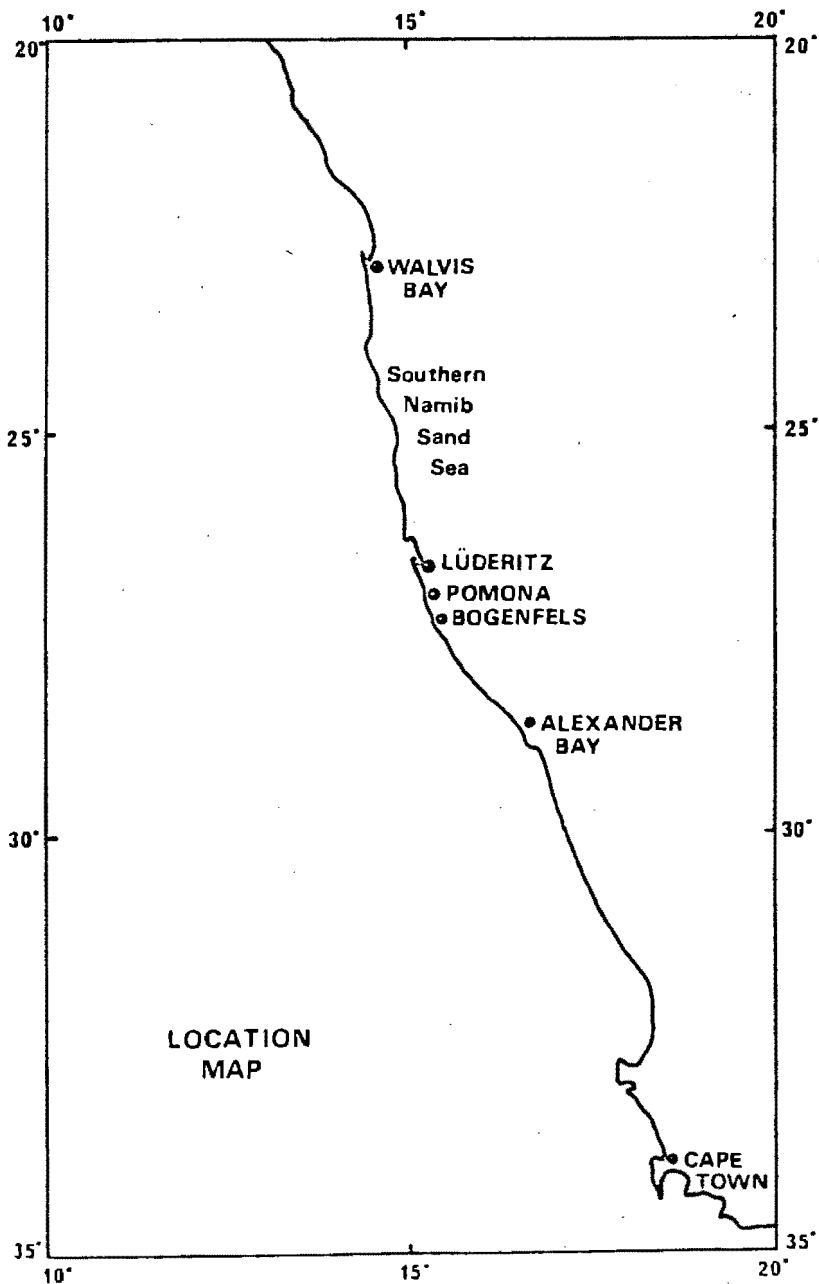 10° 15° 20°
20° 20°
WALVIS
BAY
Southern
Namib
Sand
Sea
25° 25°
LÜDERITZ
POMONA
BOGENFELS
ALEXANDER
BAY
30° 30°
LOCATION
MAP
CAPE
TOWN
35° 35°
10° 15° 20°